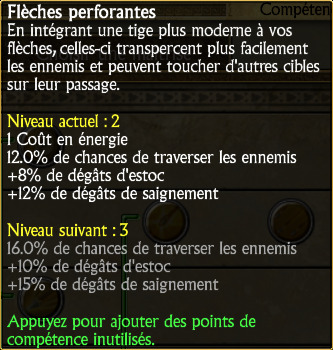 Compéten
Flèches perforantes
En intégrant une tige plus moderne à vos
flèches, celles-ci transpercent plus facilement
les ennemis et peuvent toucher d'autres cibles
sur leur passage.
Niveau actuel : 2
1 Coût en énergie
12.0% de chances de traverser les ennemis
+8% de dégâts d'estoc
+12% de dégâts de saignement
Niveau suivant : 3
16.0% de chances de traverser les ennemis
+10% de dégâts d'estoc
+15% de dégâts de saignement
Appuyez pour ajouter des points de
compétence inutilisés.